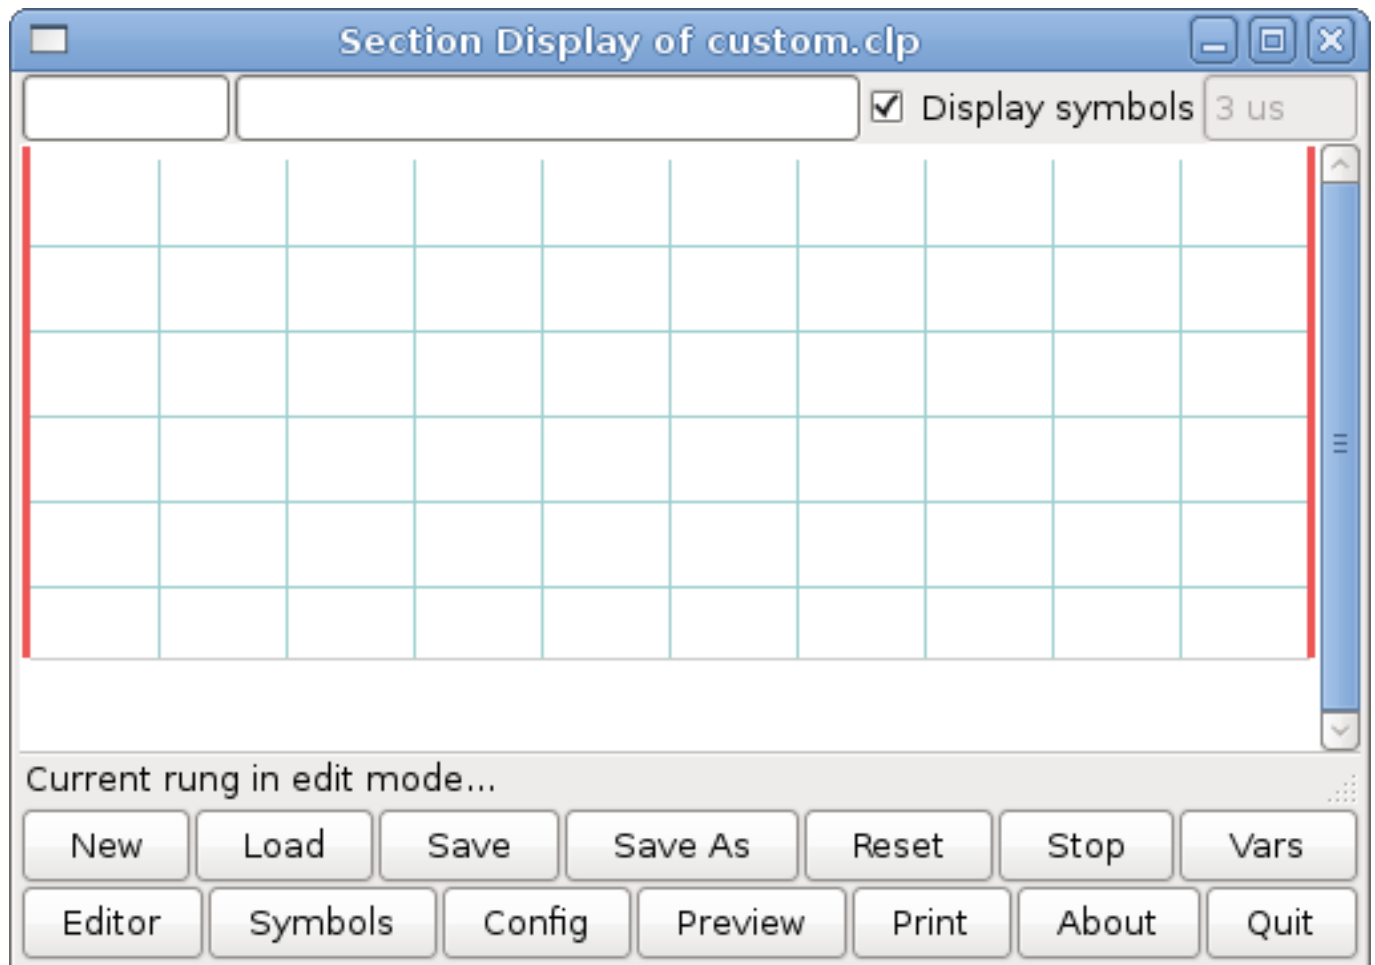 Section Display of custom.clp
Display symbols 3 us
Current rung in edit mode...
New Load Save Save As Reset Stop Vars
Editor Symbols Config Preview Print About Quit